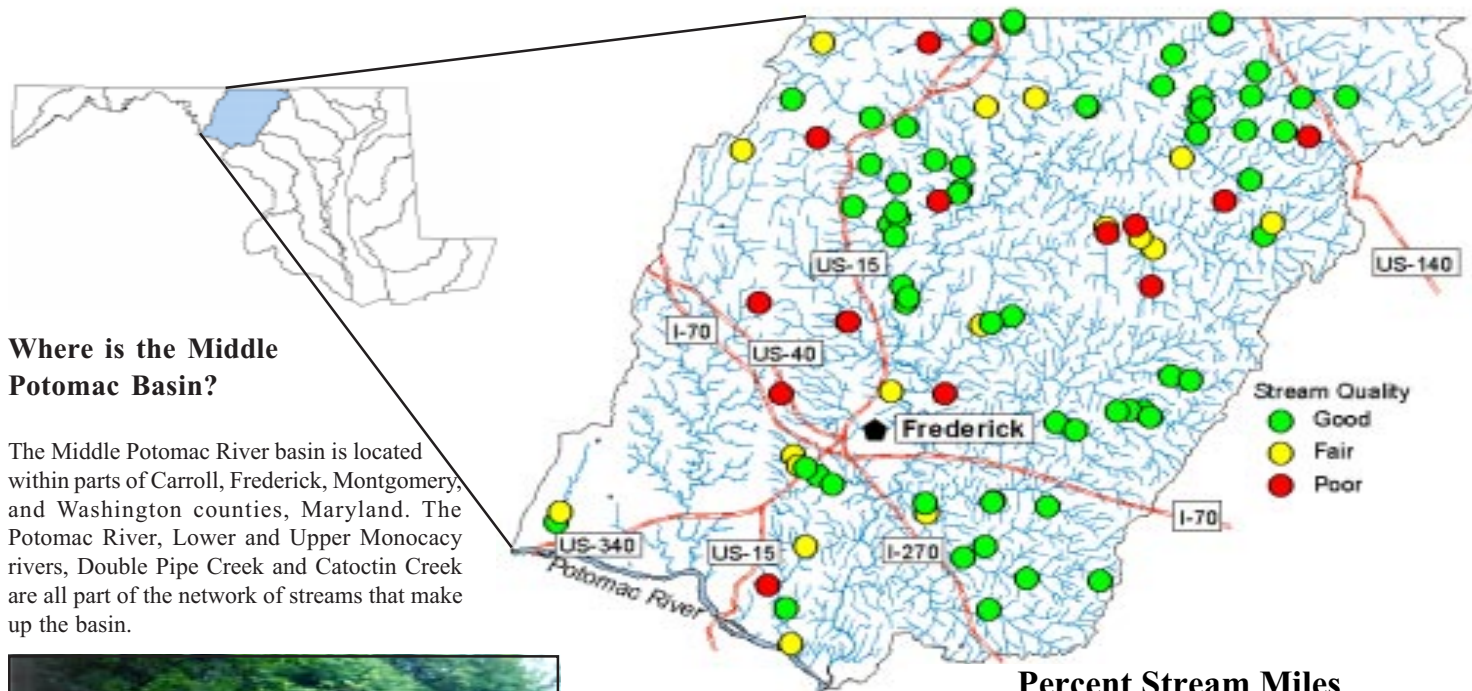 Where is the Middle
Potomac Basin?
The Middle Potomac River basin is located
within parts of Carroll, Frederick, Montgomery,
and Washington counties, Maryland. The
Potomac River, Lower and Upper Monocacy
rivers, Double Pipe Creek and Catoctin Creek
are all part of the network of streams that make
up the basin.
US-15
US-140
I-70
US-40
Frederick
Stream Quality
Good
Fair
Poor
I-70
US-340
US-15
I-270
Potomac River
Percent Stream Miles